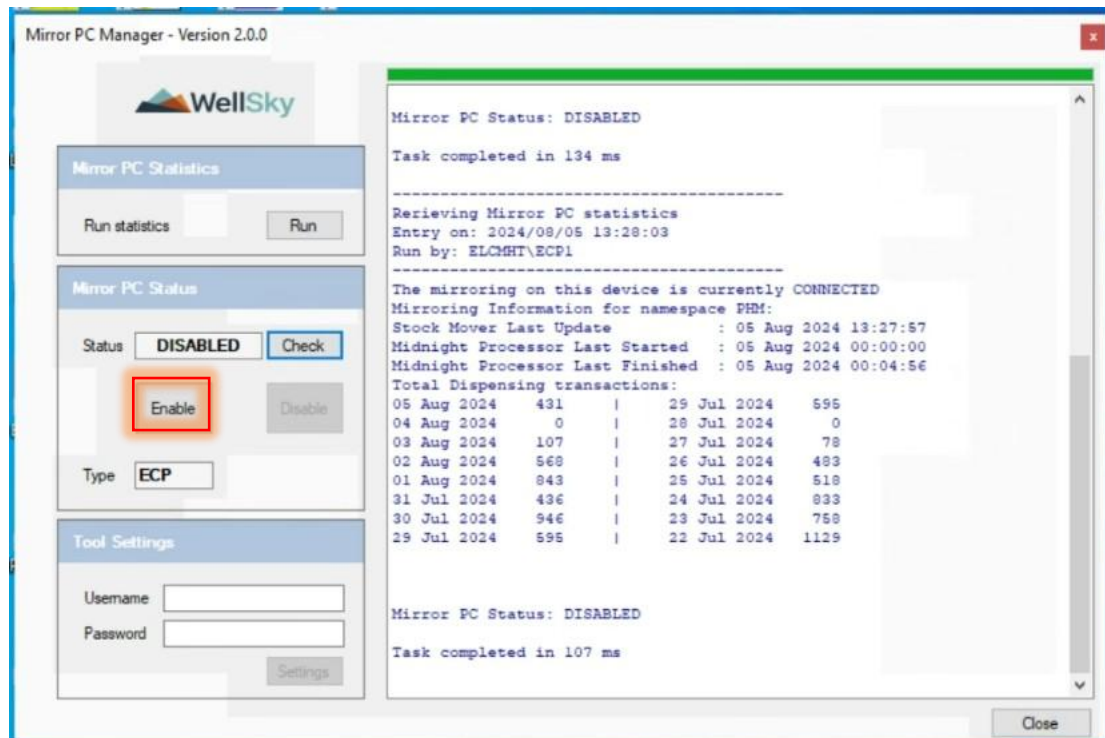 Mirror PC Manager - Version 2.0.0
x
WellSky
Mirror PC Statistics
Run statistics
Run
Mirror PC Status
Status
DISABLED
Check
Enable
Disable
Type
ECP
Tool Settings
Username
Password
Settings
Mirror PC Status: DISABLED
Task completed in 134 ms
-------------------------------------------
Rerieving Mirror PC statistics
Entry on: 2024/08/05 13:28:03
Run by: ELCMHT\ECP1
-------------------------------------------
The mirroring on this device is currently CONNECTED
Mirroring Information for namespace PHM:
Stock Mover Last Update : 05 Aug 2024 13:27:57
Midnight Processor Last Started : 05 Aug 2024 00:00:00
Midnight Processor Last Finished : 05 Aug 2024 00:04:56
Total Dispensing transactions:
05 Aug 2024 431 | 29 Jul 2024 595
04 Aug 2024 0 | 28 Jul 2024 0
03 Aug 2024 107 | 27 Jul 2024 78
02 Aug 2024 568 | 26 Jul 2024 483
01 Aug 2024 843 | 25 Jul 2024 518
31 Jul 2024 436 | 24 Jul 2024 833
30 Jul 2024 946 | 23 Jul 2024 758
29 Jul 2024 595 | 22 Jul 2024 1129
Mirror PC Status: DISABLED
Task completed in 107 ms
Close